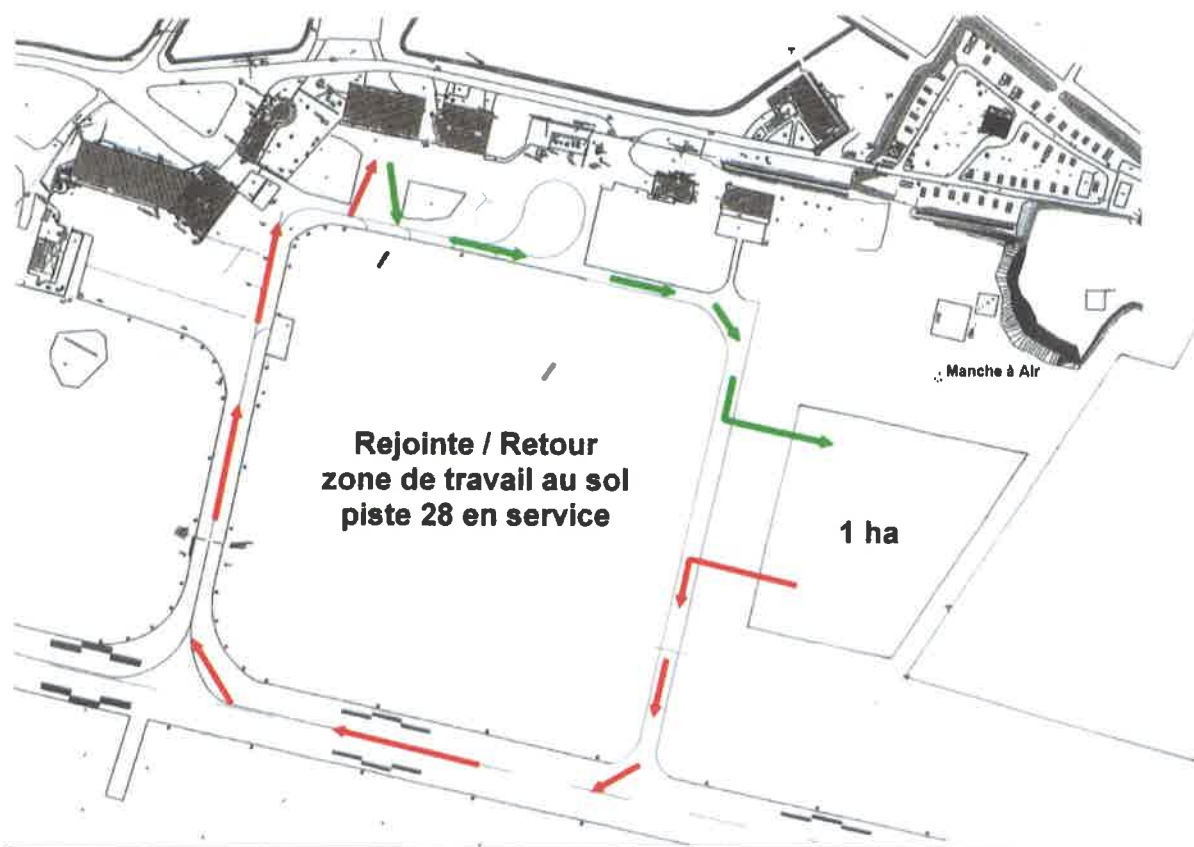 Manche à Air
Rejointe / Retour
zone de travail au sol
piste 28 en service
1 ha